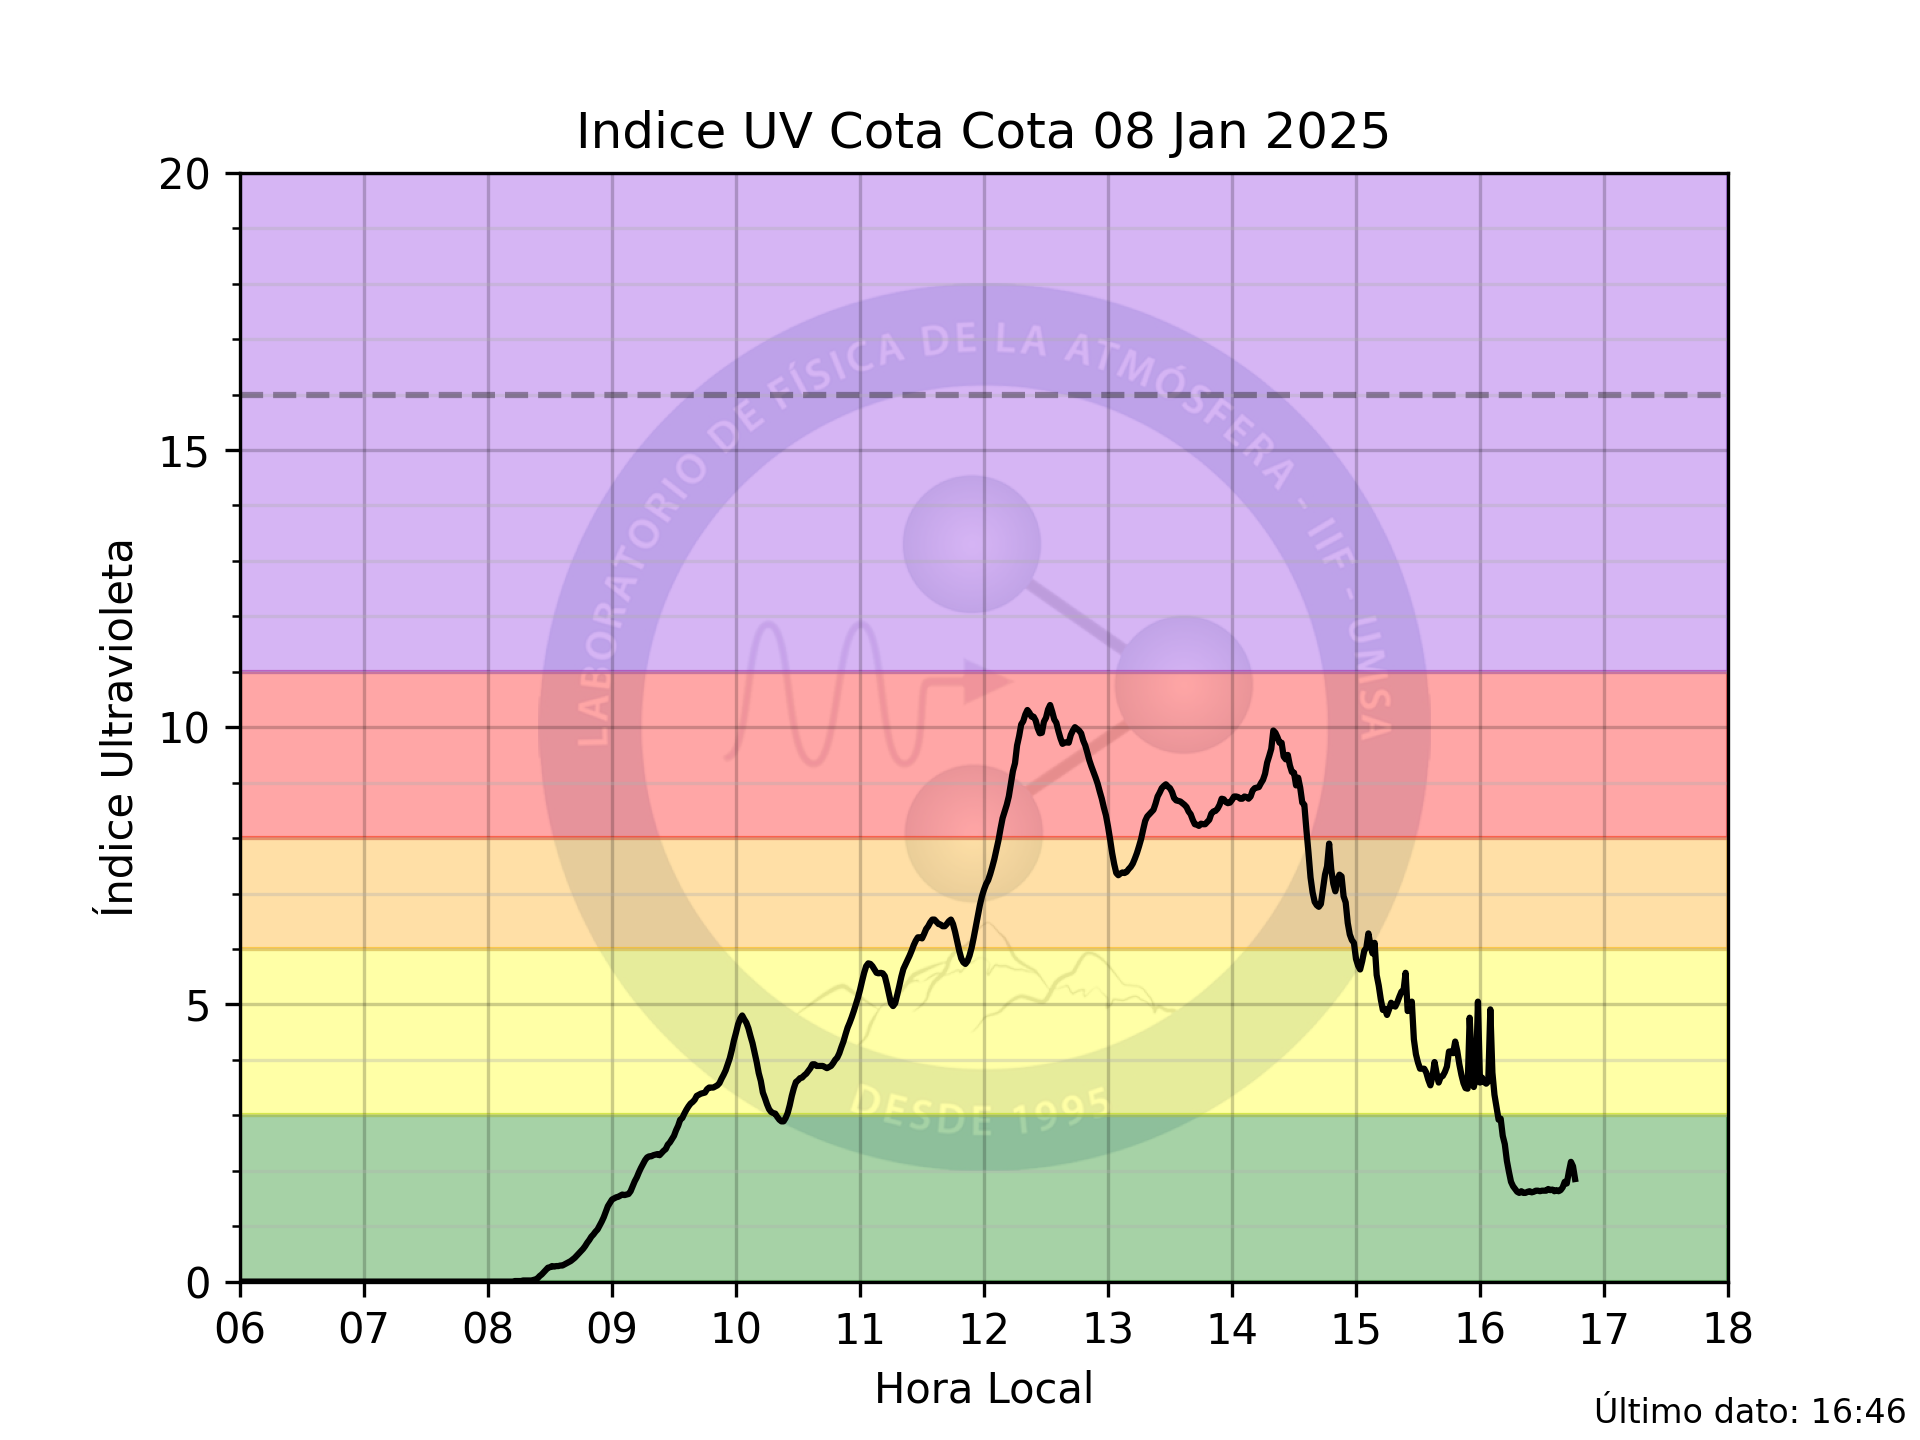 Indice UV Cota Cota 08 Jan 2025
20
15
10
5
0
Índice Ultravioleta
LABORATORIO DE FÍSICA DE LA ATMÓSFERA - IIF - UMSA
DESDE 1995
06 07 08 09 10 11 12 13 14 15 16 17 18
Hora Local
Último dato: 16:46